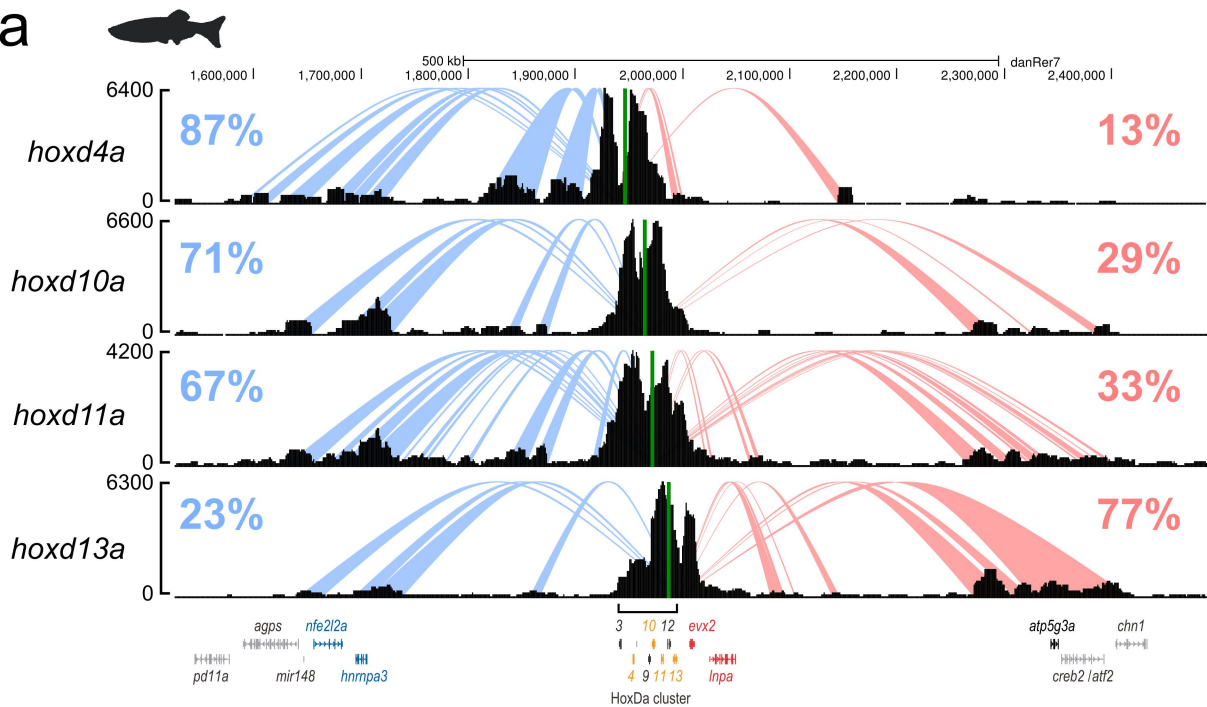 a
500 kb danRer7
1,600,000 1,700,000 1,800,000 1,900,000 2,000,000 2,100,000 2,200,000 2,300,000 2,400,000
6400
87% 13%
hoxd4a
0
6600
71% 29%
hoxd10a
0
4200
67% 33%
hoxd11a
0
6300
23% 77%
hoxd13a
0
agps nfe2l2a 3 10 12 evx2 atp5g3a chn1
pd11a mir148 hnrnpa3 4 9 11 13 lnpa creb2 /atf2
HoxDa cluster